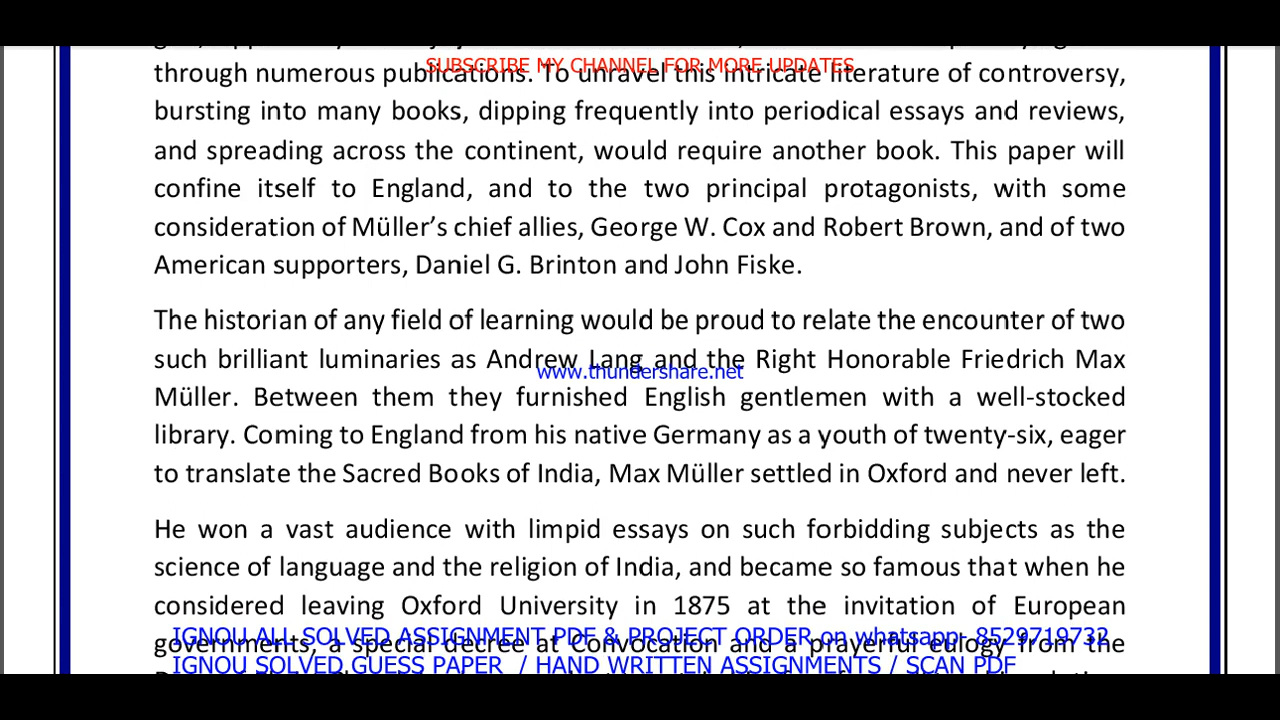 SUBSCRIBE MY CHANNEL FOR MORE UPDATES
through numerous publications. To unravel this intricate literature of controversy,
bursting into many books, dipping frequently into periodical essays and reviews,
and spreading across the continent, would require another book. This paper will
confine itself to England, and to the two principal protagonists, with some
consideration of Müller’s chief allies, George W. Cox and Robert Brown, and of two
American supporters, Daniel G. Brinton and John Fiske.
The historian of any field of learning would be proud to relate the encounter of two
such brilliant luminaries as Andrew Lang and the Right Honorable Friedrich Max
www.thundershare.net
Müller. Between them they furnished English gentlemen with a well-stocked
library. Coming to England from his native Germany as a youth of twenty-six, eager
to translate the Sacred Books of India, Max Müller settled in Oxford and never left.
He won a vast audience with limpid essays on such forbidding subjects as the
science of language and the religion of India, and became so famous that when he
considered leaving Oxford University in 1875 at the invitation of European
IGNOU ALL SOLVED ASSIGNMENT PDF & PROJECT ORDER on whatsapp- 8529719732
governments, a special decree at Convocation and a prayerful eulogy from the
IGNOU SOLVED GUESS PAPER / HAND WRITTEN ASSIGNMENTS / SCAN PDF